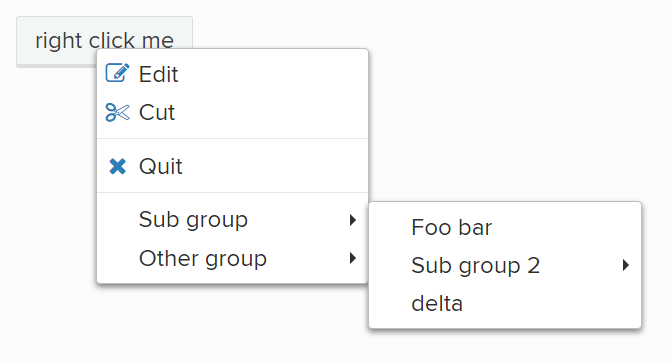 right click me
Edit
Cut
Quit
Sub group
Other group
Foo bar
Sub group 2
delta